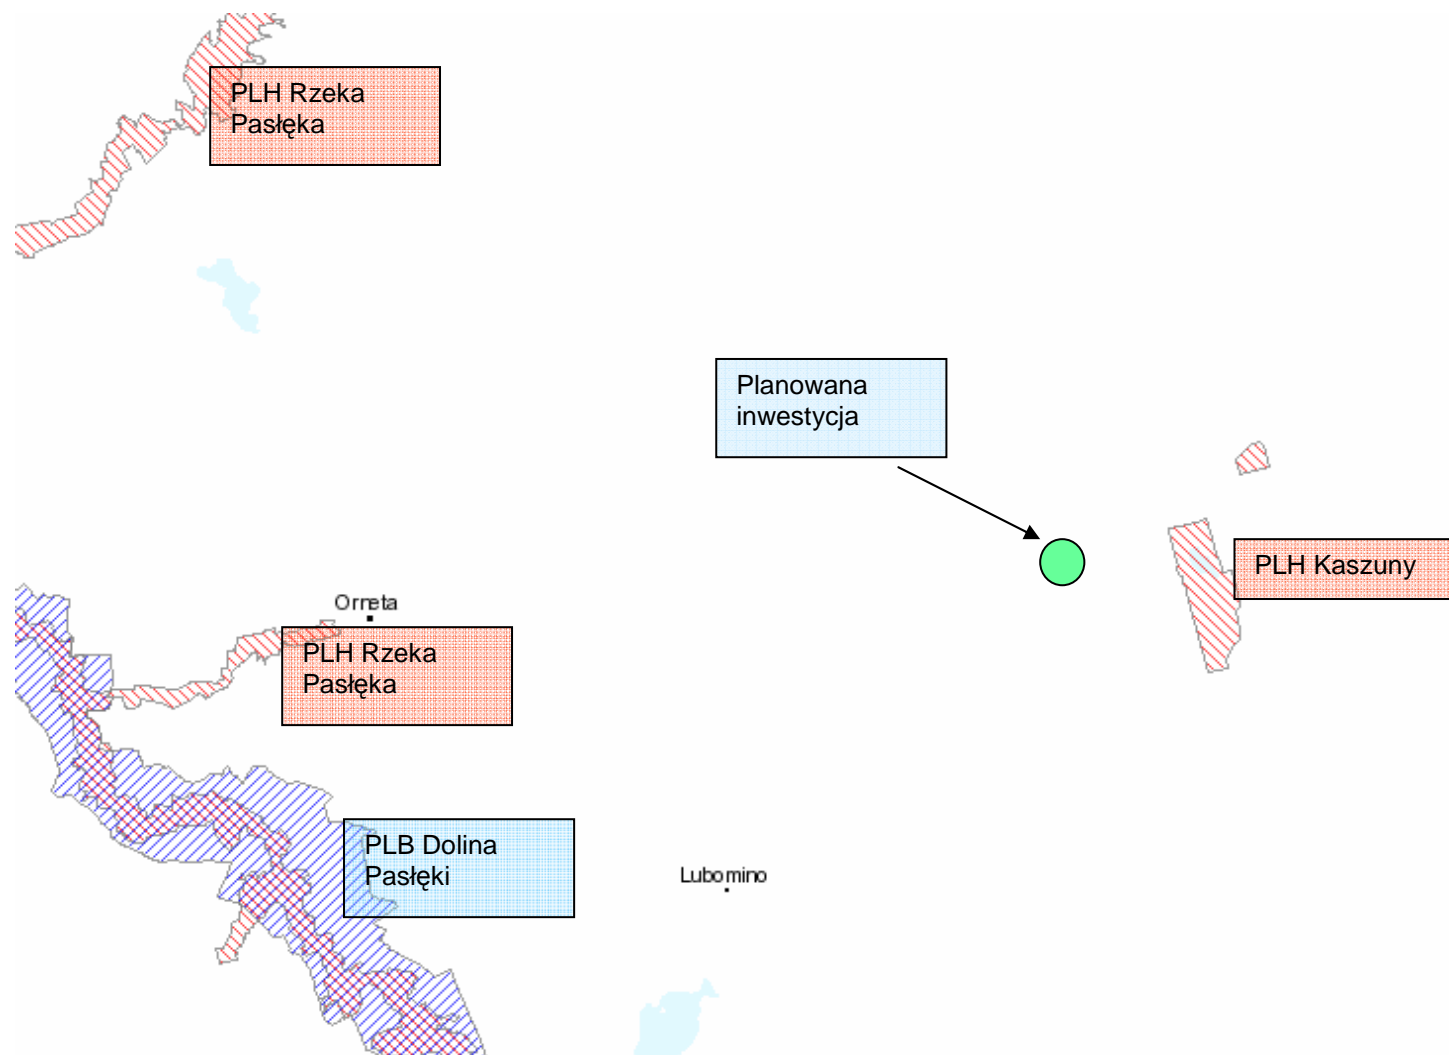 PLH Rzeka
Pasłęka
Planowana
inwestycja
PLH Kaszuny
Orneta
PLH Rzeka
Pasłęka
PLB Dolina
Pasłęki
Lubomino